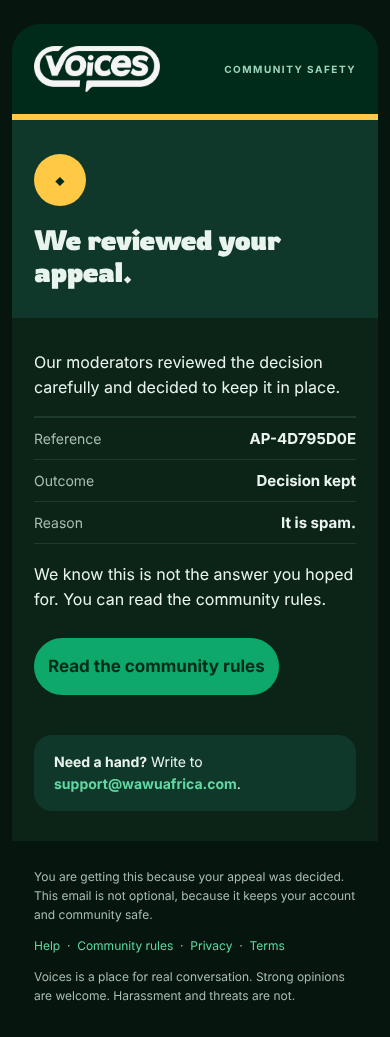 Voices
COMMUNITY SAFETY
We reviewed your
appeal.
Our moderators reviewed the decision
carefully and decided to keep it in place.
Reference AP-4D795D0E
Outcome Decision kept
Reason It is spam.
We know this is not the answer you hoped
for. You can read the community rules.
Read the community rules
Need a hand? Write to
support@wawuafrica.com.
You are getting this because your appeal was decided.
This email is not optional, because it keeps your account
and community safe.
Help · Community rules · Privacy · Terms
Voices is a place for real conversation. Strong opinions
are welcome. Harassment and threats are not.